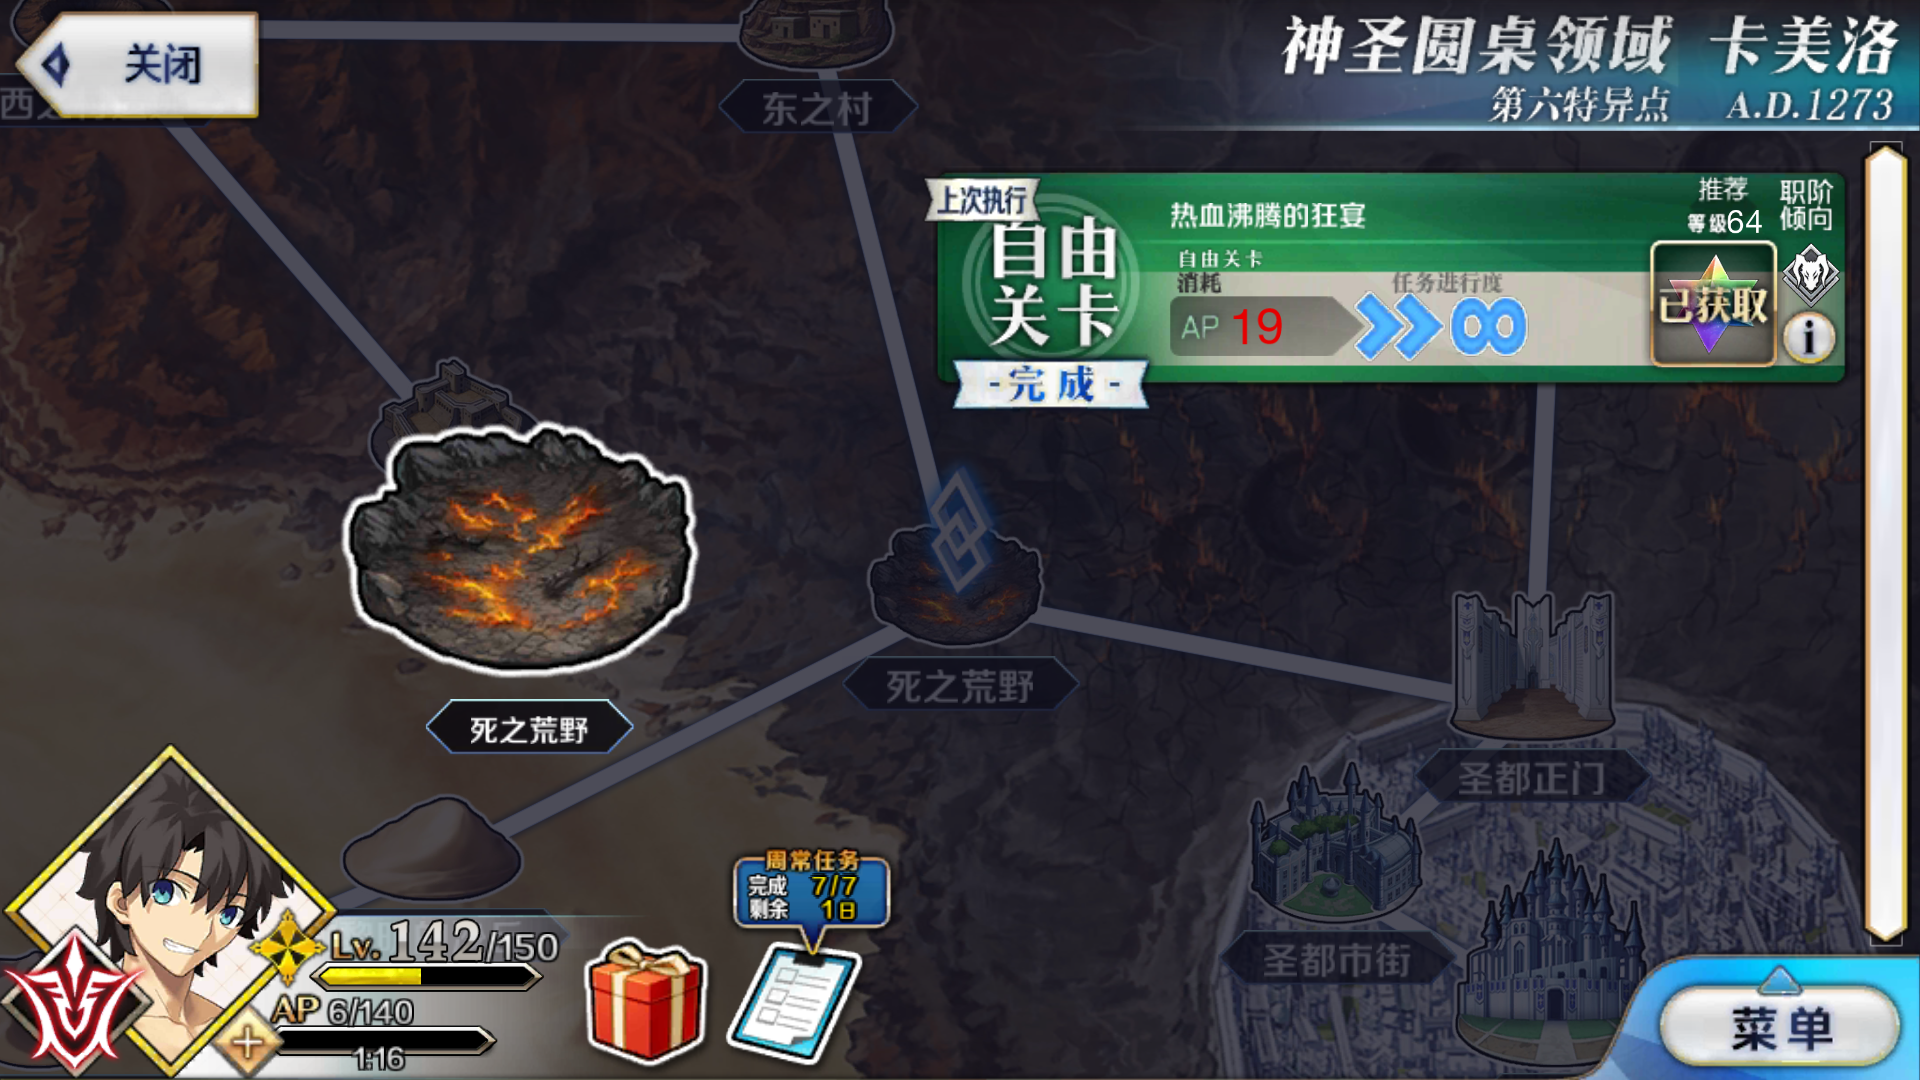 关闭
神圣圆桌领域 卡美洛
第六特异点 A.D.1273
西之
东之村
上次执行
自由
关卡
-完成-
热血沸腾的狂宴
自由关卡
消耗
AP 19
任务进行度
推荐
等级64
职阶
倾向
已获取
死之荒野
死之荒野
圣都正门
圣都市街
周常任务
完成 7/7
剩余 1日
Lv.142/150
AP 6/140
1:16
菜单